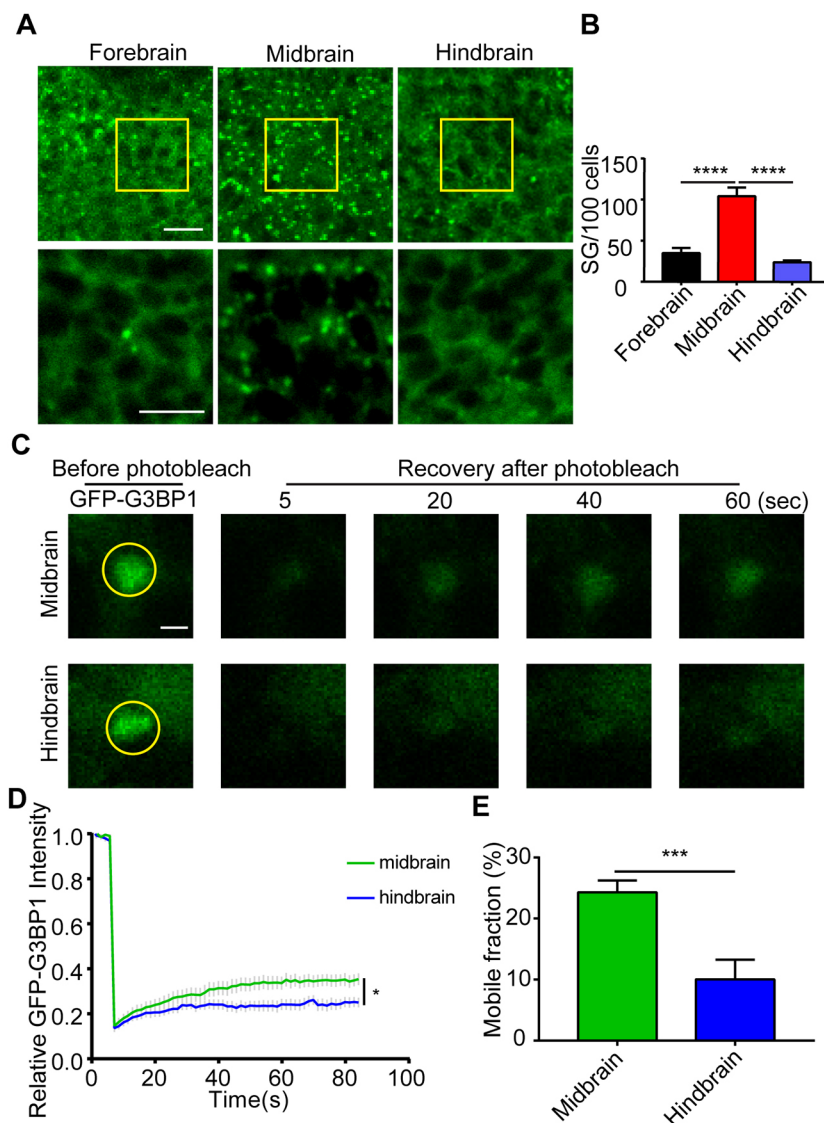 A
Forebrain Midbrain Hindbrain
B
SG/100 cells
150
100
50
0
**** ****
Forebrain
Midbrain
Hindbrain
C
Before photobleach Recovery after photobleach
GFP-G3BP1 5 20 40 60 (sec)
Midbrain
Hindbrain
D
Relative GFP-G3BP1 Intensity
1.0
0.8
0.6
0.4
0.2
0.0
midbrain
hindbrain
*
0 20 40 60 80 100
Time(s)
E
Mobile fraction (%)
30
20
10
0
***
Midbrain
Hindbrain